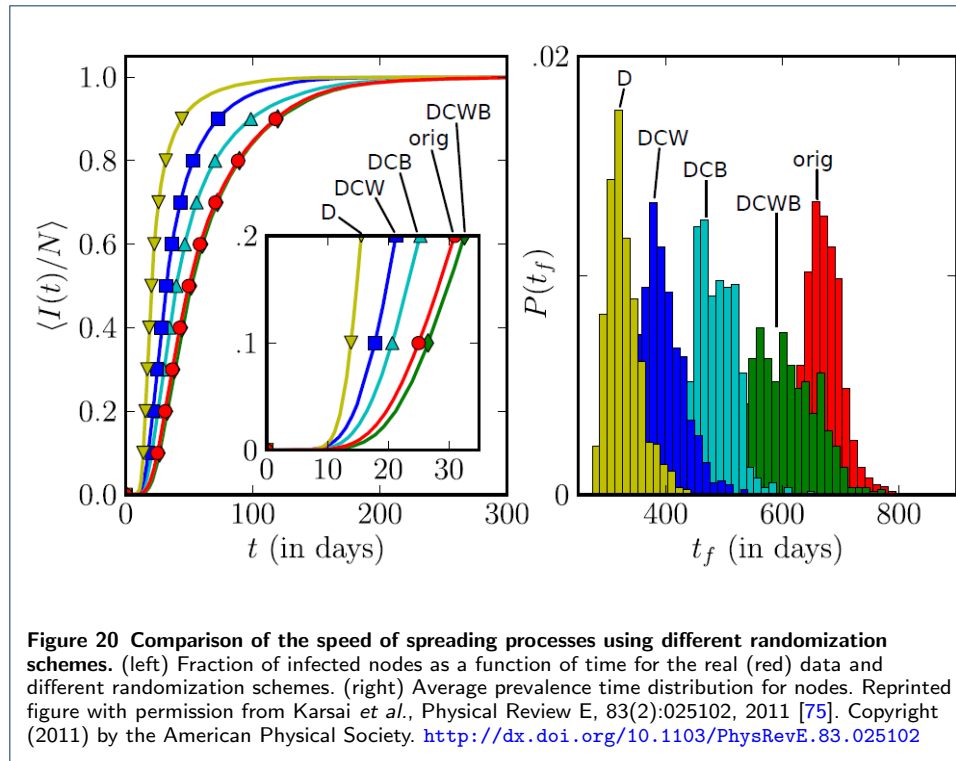 1.0
0.8
0.6
0.4
0.2
0.0
⟨I(t)/N⟩
0
100
200
300
t (in days)
DCWB
orig
DCB
DCW
D
.2
.1
0
0
10
20
30
.02
0
P(t_f)
D
DCW
DCB
DCWB
orig
400
600
800
t_f (in days)
Figure 20 Comparison of the speed of spreading processes using different randomization
schemes. (left) Fraction of infected nodes as a function of time for the real (red) data and
different randomization schemes. (right) Average prevalence time distribution for nodes. Reprinted
figure with permission from Karsai et al., Physical Review E, 83(2):025102, 2011 [75]. Copyright
(2011) by the American Physical Society. http://dx.doi.org/10.1103/PhysRevE.83.025102